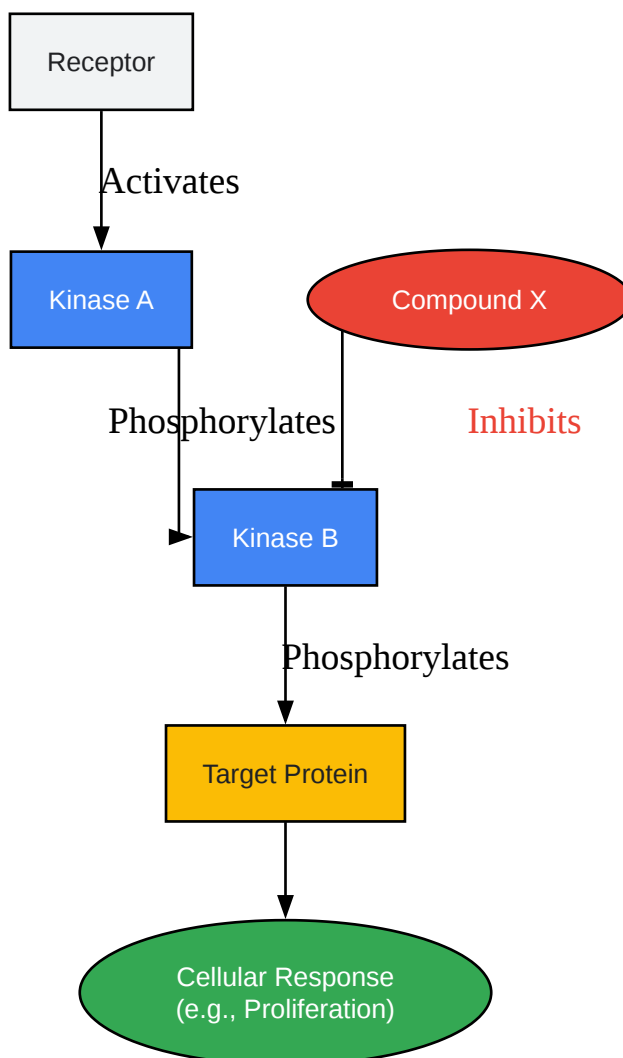 Receptor
Activates
Kinase A
Compound X
Phosphorylates
Inhibits
Kinase B
Phosphorylates
Target Protein
Cellular Response
(e.g., Proliferation)